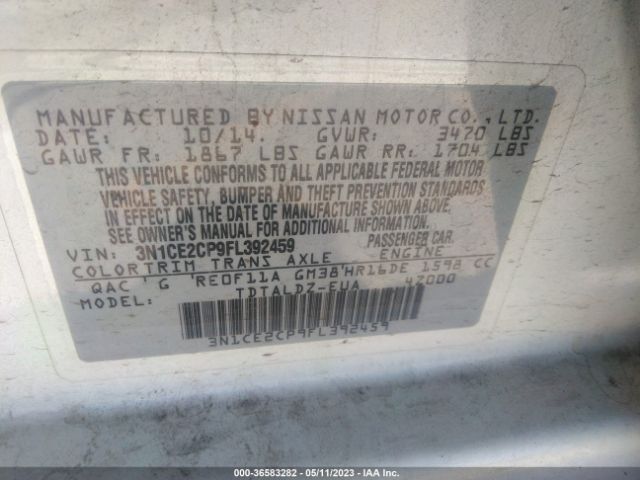 MANUFACTURED BY NISSAN MOTOR CO., LTD.
DATE: 10/14. GVWR: 3470 LBS
GAWR FR: 1867 LBS GAWR RR: 1704 LBS
THIS VEHICLE CONFORMS TO ALL APPLICABLE FEDERAL MOTOR
VEHICLE SAFETY, BUMPER AND THEFT PREVENTION STANDARDS
IN EFFECT ON THE DATE OF MANUFACTURE SHOWN ABOVE.
SEE OWNER'S MANUAL FOR ADDITIONAL INFORMATION
VIN: 3N1CE2CP9FL392459 PASSENGER CAR.
COLOR TRIM TRANS AXLE ENGINE
QAC 'G 'RE0F11A GM38'HR16DE 1598 CC
MODEL: TDTALDZ-EUA 4Z000
3N1CE2CP9FL392459
000-36583282 - 05/11/2023 - IAA Inc.